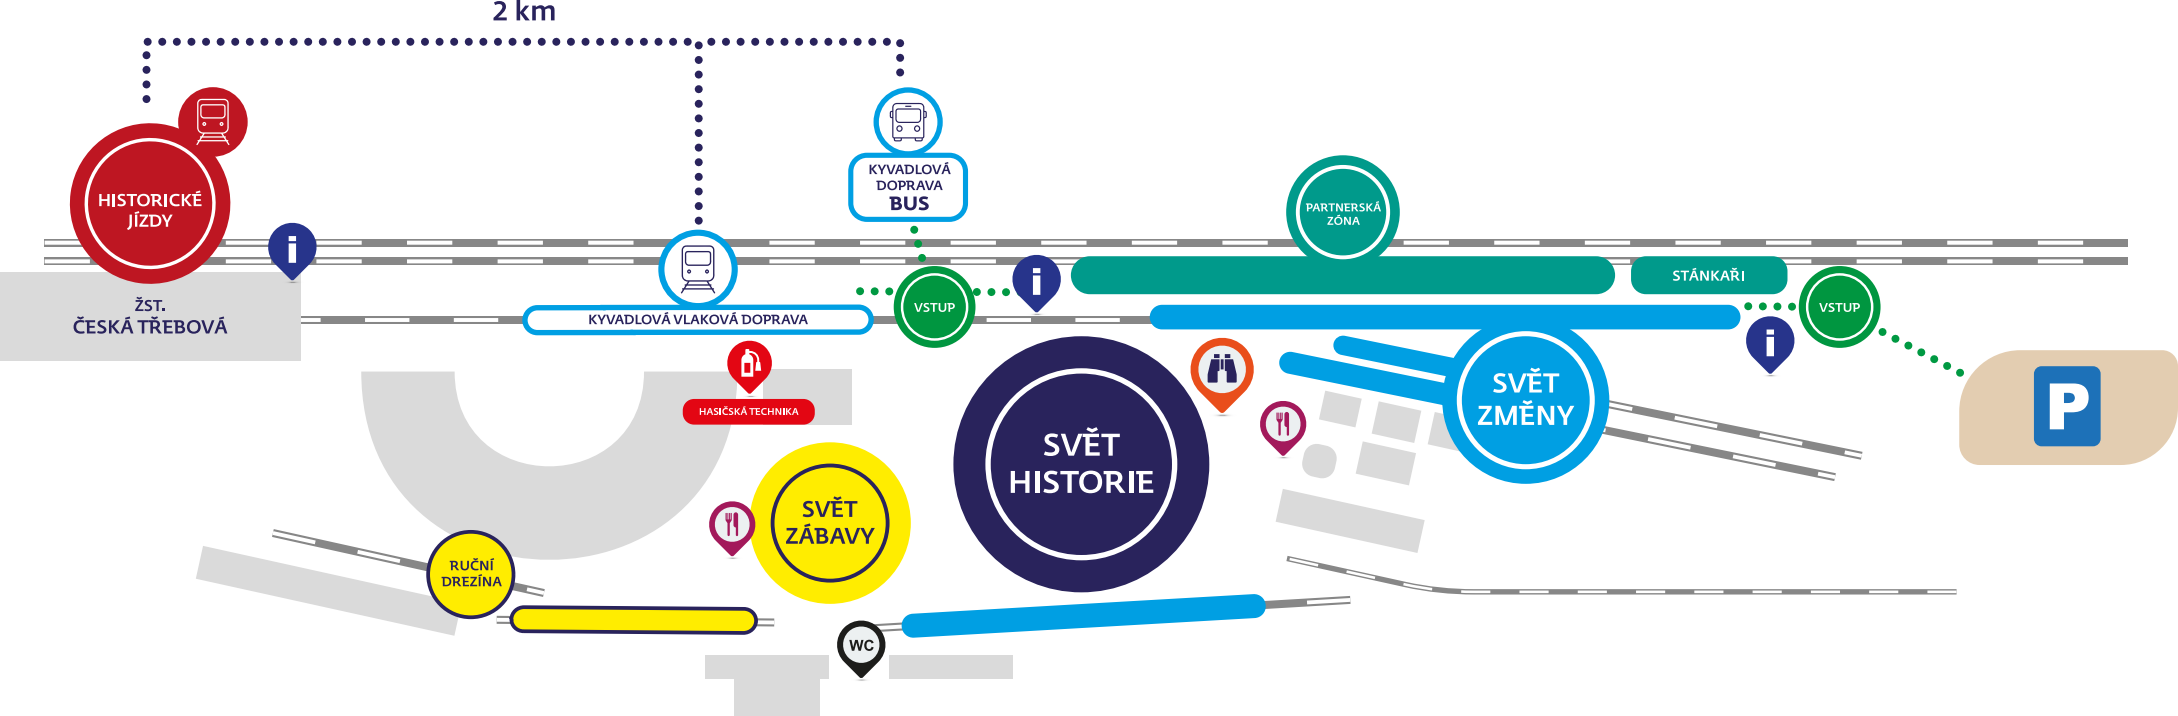 2 km
HISTORICKÉ
JÍZDY
i
ŽST.
ČESKÁ TŘEBOVÁ
KYVADLOVÁ
DOPRAVA
BUS
KYVADLOVÁ VLAKOVÁ DOPRAVA
VSTUP
i
PARTNERSKÁ
ZÓNA
STÁNKAŘI
VSTUP
i
P
HASIČSKÁ TECHNIKA
SVĚT
HISTORIE
SVĚT
ZMĚNY
SVĚT
ZÁBAVY
RUČNÍ
DREZÍNA
WC